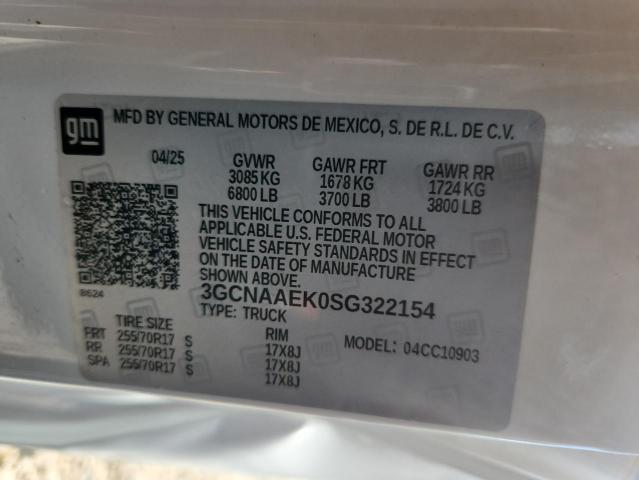 gm MFD BY GENERAL MOTORS DE MEXICO, S. DE R.L. DE C.V.
04/25 GVWR GAWR FRT GAWR RR
3085 KG 1678 KG 1724 KG
6800 LB 3700 LB 3800 LB
THIS VEHICLE CONFORMS TO ALL
APPLICABLE U.S. FEDERAL MOTOR
VEHICLE SAFETY STANDARDS IN EFFECT
ON THE DATE OF MANUFACTURE
SHOWN ABOVE.
8624
3GCNAAEK0SG322154
TYPE: TRUCK
TIRE SIZE RIM MODEL: 04CC10903
FRT 255/70R17 S 17X8J
RR 255/70R17 S 17X8J
SPA 255/70R17 S 17X8J